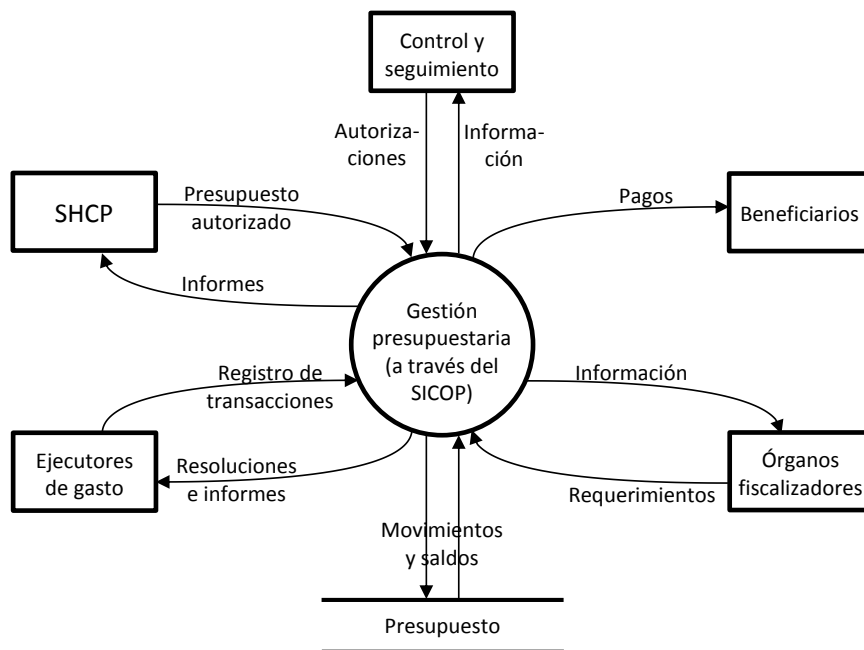 Control y
seguimiento
Autoriza-
ciones
Informa-
ción
SHCP
Presupuesto
autorizado
Pagos
Beneficiarios
Informes
Gestión
presupuestaria
(a través del
SICOP)
Registro de
transacciones
Información
Ejecutores
de gasto
Resoluciones
e informes
Requerimientos
Órganos
fiscalizadores
Movimientos
y saldos
Presupuesto